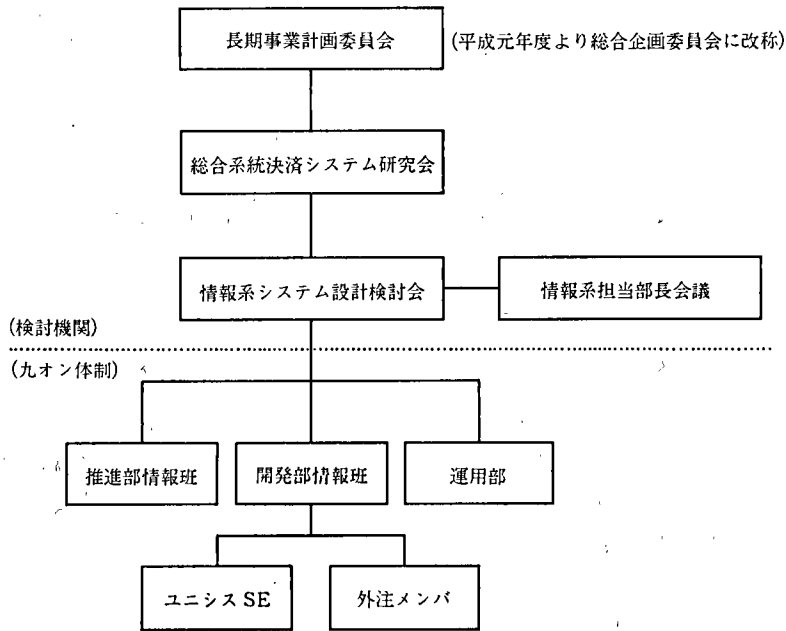 長期事業計画委員会 (平成元年度より総合企画委員会に改称)
総合系統決済システム研究会
情報系システム設計検討会 情報系担当部長会議
(検討機関)
(九オン体制)
推進部情報班 開発部情報班 運用部
ユニシスSE 外注メンバ